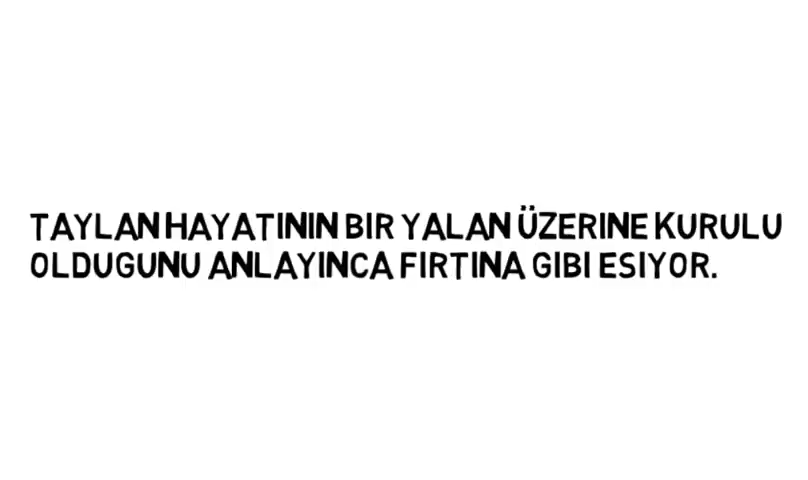 TAYLAN HAYATININ BIR YALAN ÜZERINE KURULU
OLDUGUNU ANLAYINCA FIRTINA GIBI ESIYOR.